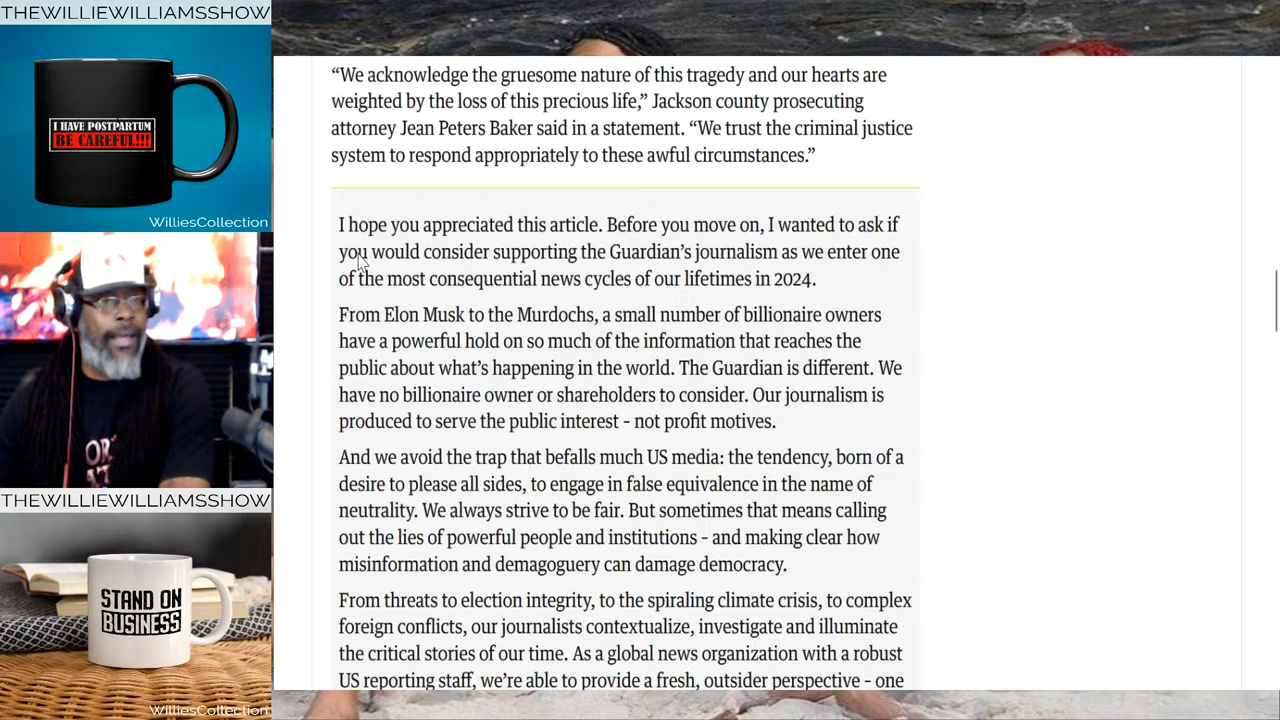 THEWILLIEWILLIAMSSHOW
I HAVE POSTPARTUM
BE CAREFUL!!!
WilliesCollection
THEWILLIEWILLIAMSSHOW
STAND ON
BUSINESS
WilliesCollection
“We acknowledge the gruesome nature of this tragedy and our hearts are
weighted by the loss of this precious life,” Jackson county prosecuting
attorney Jean Peters Baker said in a statement. “We trust the criminal justice
system to respond appropriately to these awful circumstances.”
I hope you appreciated this article. Before you move on, I wanted to ask if
you would consider supporting the Guardian’s journalism as we enter one
of the most consequential news cycles of our lifetimes in 2024.
From Elon Musk to the Murdochs, a small number of billionaire owners
have a powerful hold on so much of the information that reaches the
public about what’s happening in the world. The Guardian is different. We
have no billionaire owner or shareholders to consider. Our journalism is
produced to serve the public interest – not profit motives.
And we avoid the trap that befalls much US media: the tendency, born of a
desire to please all sides, to engage in false equivalence in the name of
neutrality. We always strive to be fair. But sometimes that means calling
out the lies of powerful people and institutions – and making clear how
misinformation and demagoguery can damage democracy.
From threats to election integrity, to the spiraling climate crisis, to complex
foreign conflicts, our journalists contextualize, investigate and illuminate
the critical stories of our time. As a global news organization with a robust
US reporting staff, we’re able to provide a fresh, outsider perspective – one